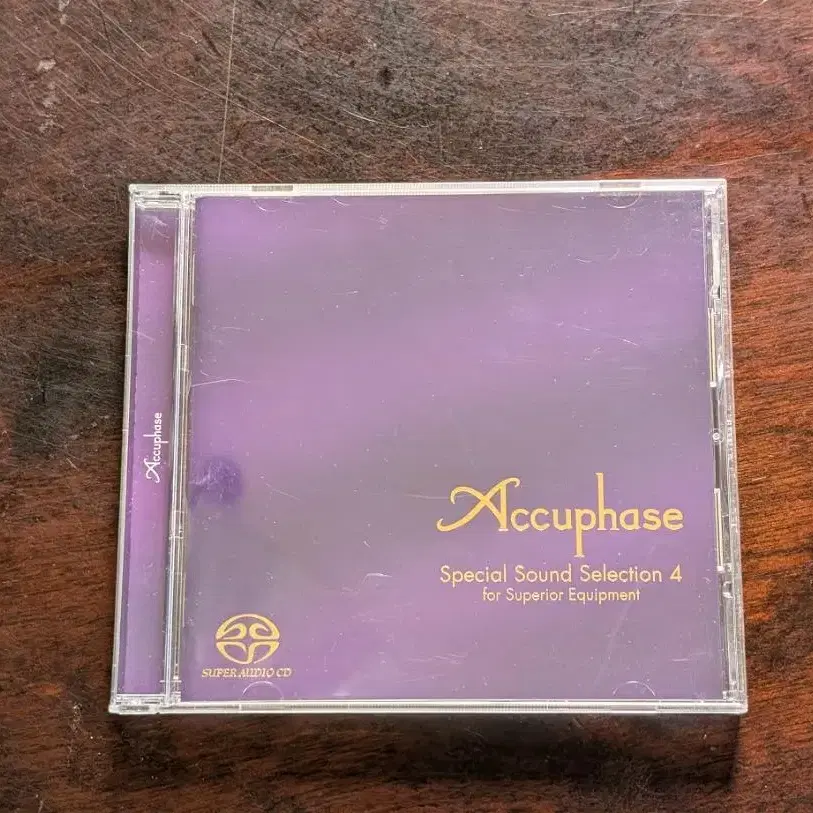 Accuphase
Accuphase
Special Sound Selection 4
for Superior Equipment
SUPER AUDIO CD